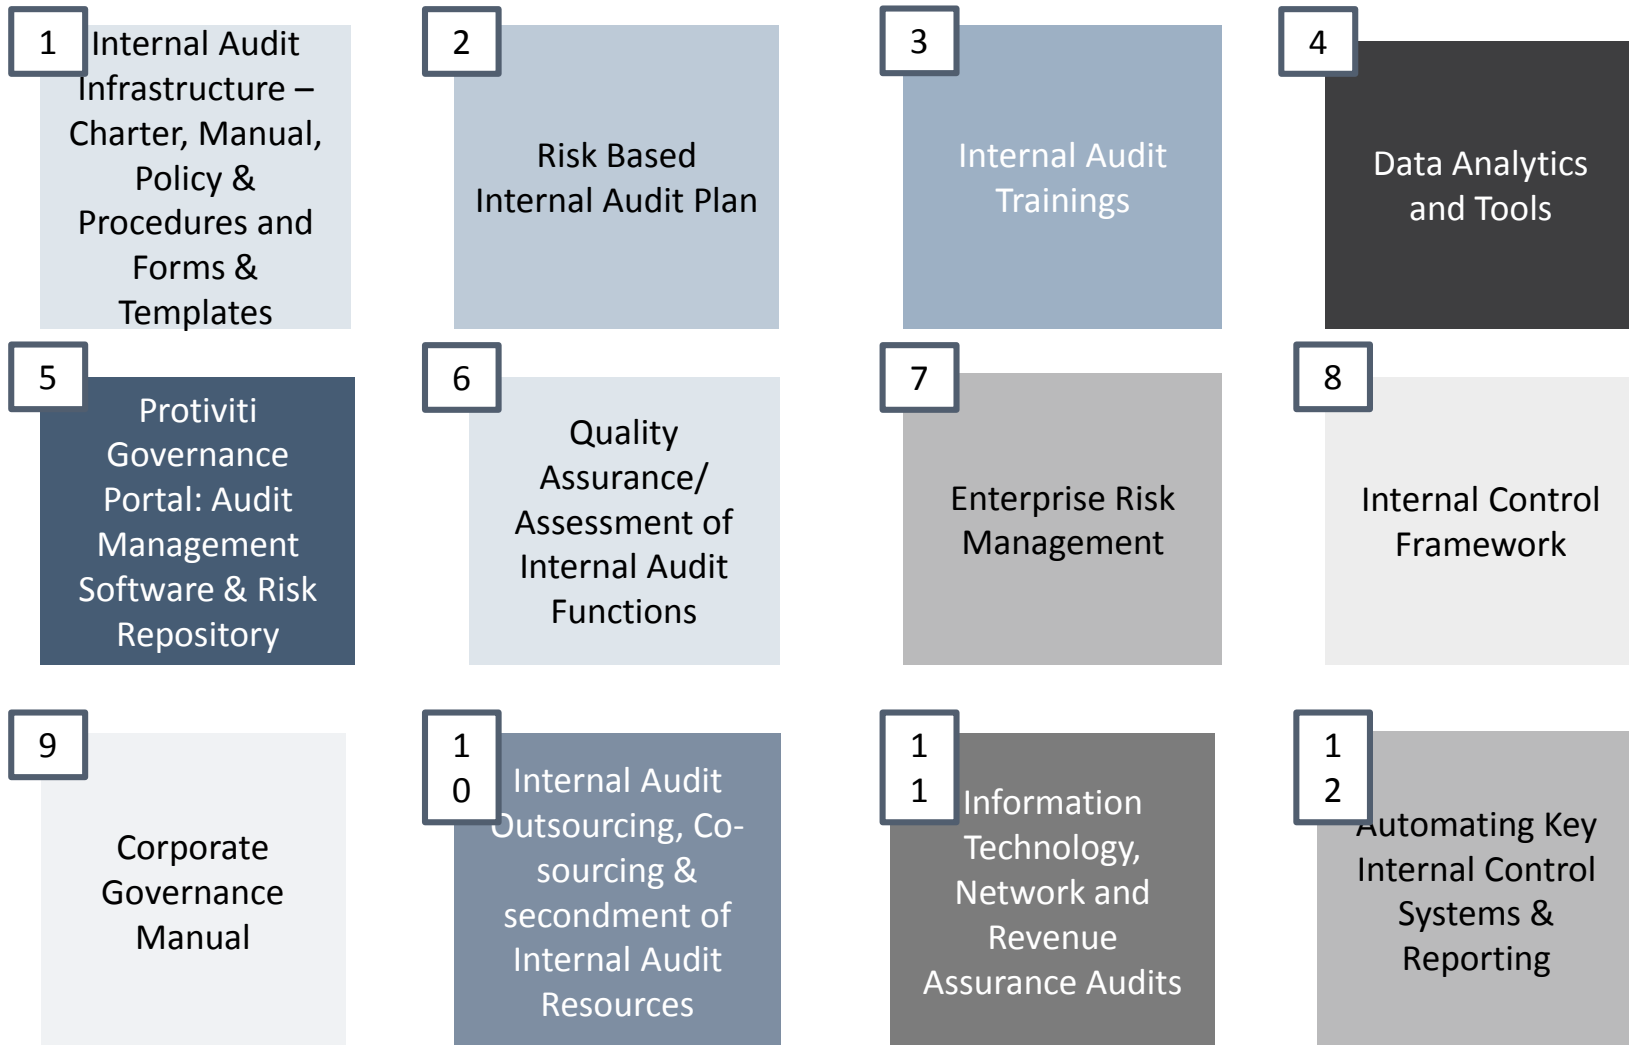 1
Internal Audit
Infrastructure –
Charter, Manual,
Policy &
Procedures and
Forms &
Templates
2
Risk Based
Internal Audit Plan
3
Internal Audit
Trainings
4
Data Analytics
and Tools
5
Protiviti
Governance
Portal: Audit
Management
Software & Risk
Repository
6
Quality
Assurance/
Assessment of
Internal Audit
Functions
7
Enterprise Risk
Management
8
Internal Control
Framework
9
Corporate
Governance
Manual
1
0
Internal Audit
Outsourcing, Co-
sourcing &
secondment of
Internal Audit
Resources
1
1
Information
Technology,
Network and
Revenue
Assurance Audits
1
2
Automating Key
Internal Control
Systems &
Reporting